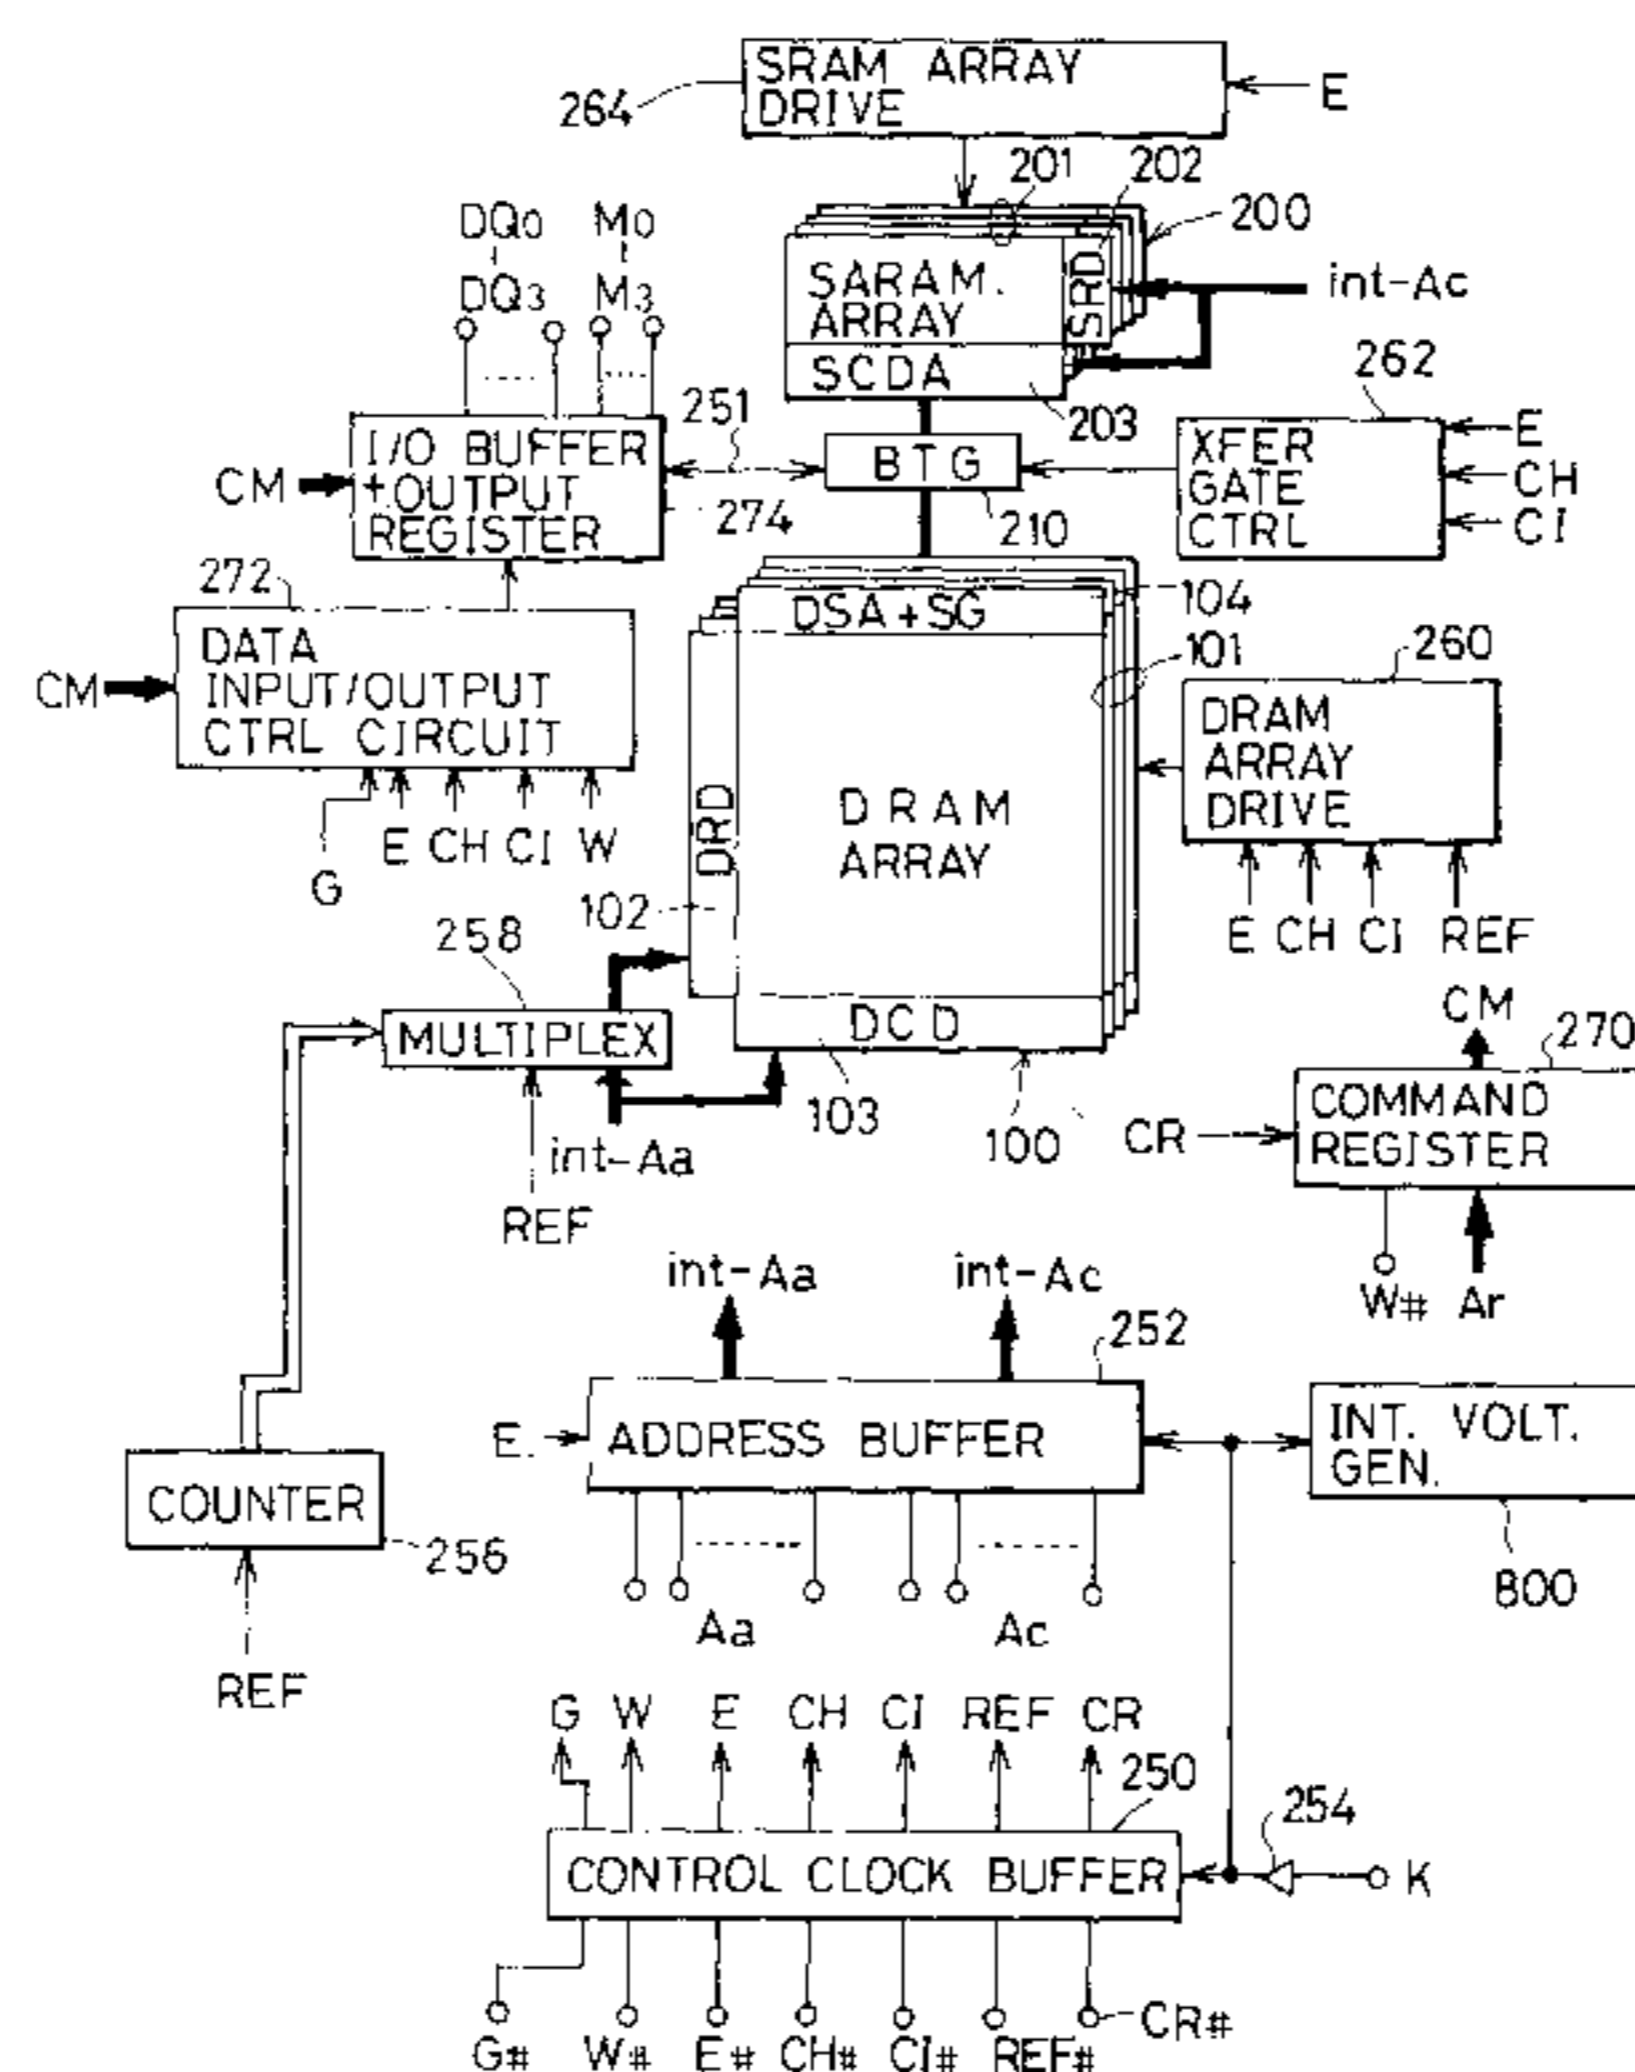 SRAM ARRAY
DRIVE
264
E
201
202
200
DQ0
M0
DQ3
M3
SARAM.
ARRAY
SRD
int-Ac
SCDA
203
262
251
I/O BUFFER
+OUTPUT
REGISTER
CM
BTG
210
274
XFER
GATE
CTRL
E
CH
CI
272
DATA
INPUT/OUTPUT
CTRL CIRCUIT
CM
G
E CH CI W
DSA+SG
104
101
DRD
DRAM
ARRAY
102
260
DRAM
ARRAY
DRIVE
E CH CI REF
258
MULTIPLEX
DCD
103
100
int-Aa
REF
CM
270
COMMAND
REGISTER
CR
W# Ar
int-Aa
int-Ac
252
E.
ADDRESS BUFFER
INT. VOLT.
GEN.
800
COUNTER
256
REF
Aa
Ac
G W E CH CI REF CR
250
254
CONTROL CLOCK BUFFER
K
G# W# E# CH# CI# REF# CR#